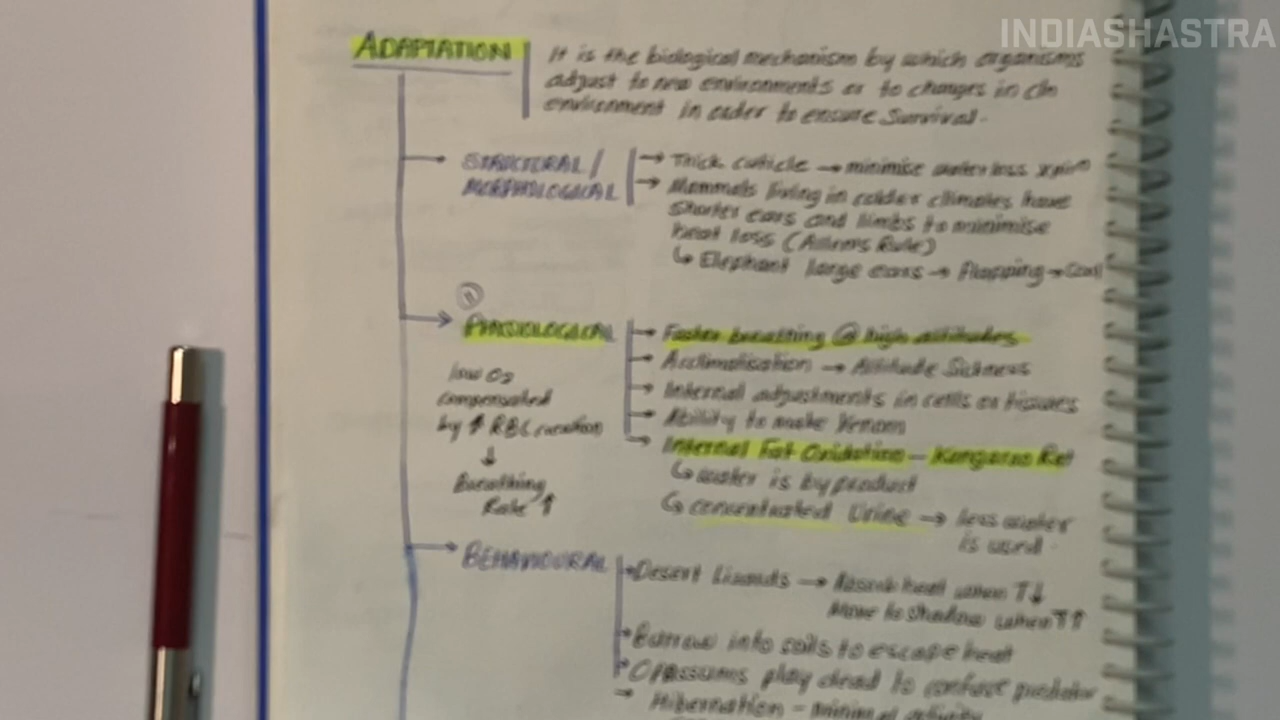 INDIASHASTRA
ADAPTATION
It is the biological mechanism by which organisms
adjust to new environments or to changes in
environment in order to ensure Survival.
STRUCTURAL /
MORPHOLOGICAL
→ Thick cuticle → minimise water loss
→ Mammals living in colder climates have
shorter ears and limbs to minimise
heat loss (Allens Rule)
↳ Elephant large ears → Flapping → Cool
PHYSIOLOGICAL
→ Faster breathing @ high altitudes
→ Acclimatisation → Altitude Sickness
→ Internal adjustments in cells or tissues
→ Ability to make Venom
→ Internal Fat Oxidation – Kangaroo Rat
↳ water is byproduct
↳ concentrated Urine → less water
is used.
low O2
compensated
by ↑ RBC creation
↓
Breathing
Rate ↑
BEHAVIOURAL
→ Desert Lizards → Absorb heat when T↓
Move to shadow when T↑
→ Burrow into soils to escape heat
→ Opossums play dead to confuse predator
→ Hibernation – minimal activity